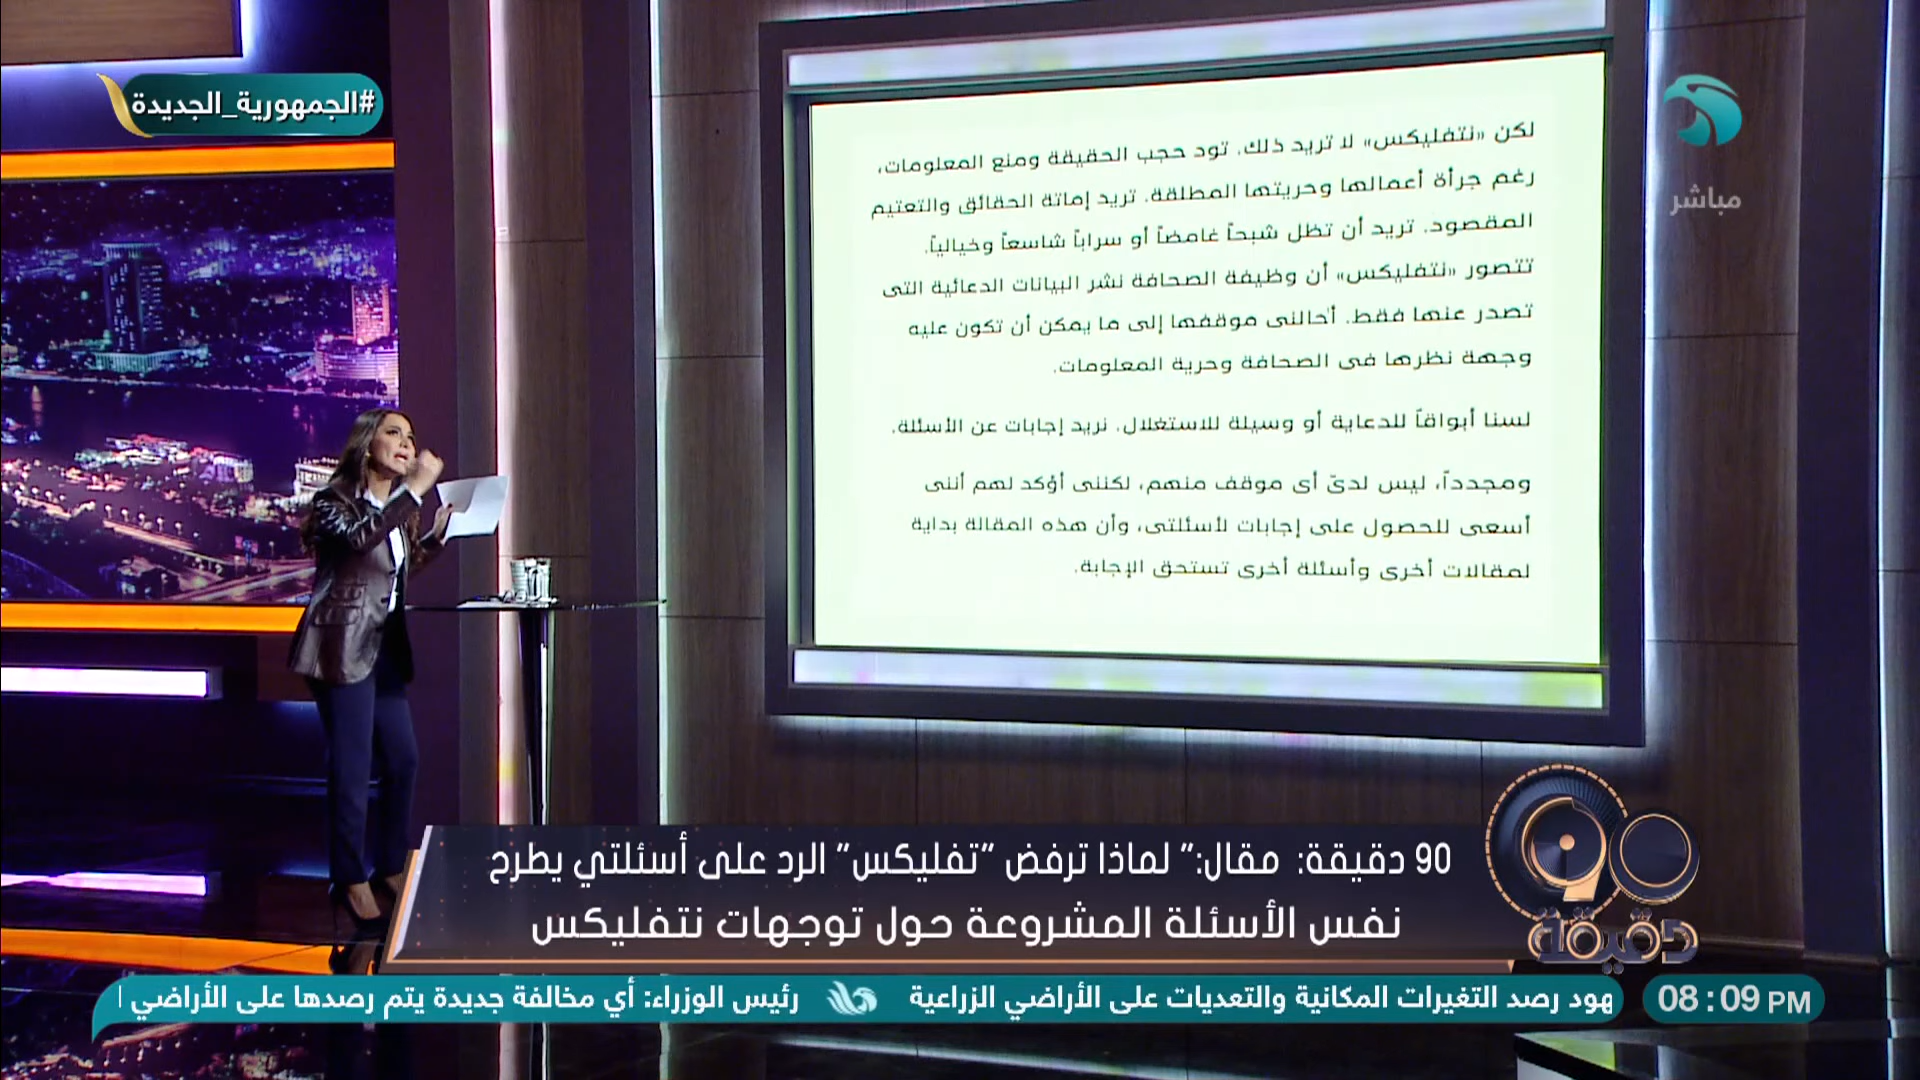 #الجمهورية_الجديدة
مباشر
لكن «نتفليكس» لا تريد ذلك. تود حجب الحقيقة ومنع المعلومات،
رغم جرأة أعمالها وحريتها المطلقة. تريد إماتة الحقائق والتعتيم
المقصود. تريد أن تظل شبحاً غامضاً أو سراباً شاسعاً وخيالياً.
تتصور «نتفليكس» أن وظيفة الصحافة نشر البيانات الدعائية التى
تصدر عنها فقط. أحالنى موقفها إلى ما يمكن أن تكون عليه
وجهة نظرها فى الصحافة وحرية المعلومات.
لسنا أبواقاً للدعاية أو وسيلة للاستغلال. نريد إجابات عن الأسئلة.
ومجدداً، ليس لدىّ أى موقف منهم، لكننى أؤكد لهم أننى
أسعى للحصول على إجابات لأسئلتى، وأن هذه المقالة بداية
لمقالات أخرى وأسئلة أخرى تستحق الإجابة.
90 دقيقة: مقال:" لماذا ترفض "تفليكس" الرد على أسئلتي يطرح
نفس الأسئلة المشروعة حول توجهات نتفليكس
90
دقيقة
هود رصد التغيرات المكانية والتعديات على الأراضي الزراعية رئيس الوزراء: أي مخالفة جديدة يتم رصدها على الأراضي
08:09 PM